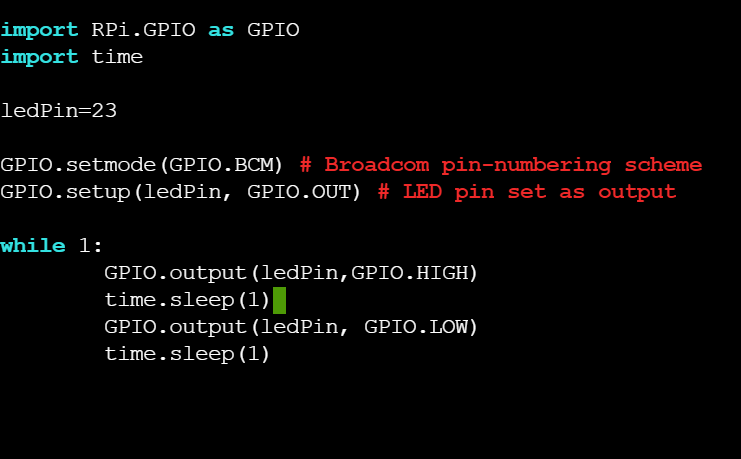 import RPi.GPIO as GPIO
import time

ledPin=23

GPIO.setmode(GPIO.BCM) # Broadcom pin-numbering scheme
GPIO.setup(ledPin, GPIO.OUT) # LED pin set as output

while 1:
        GPIO.output(ledPin,GPIO.HIGH)
        time.sleep(1)
        GPIO.output(ledPin, GPIO.LOW)
        time.sleep(1)